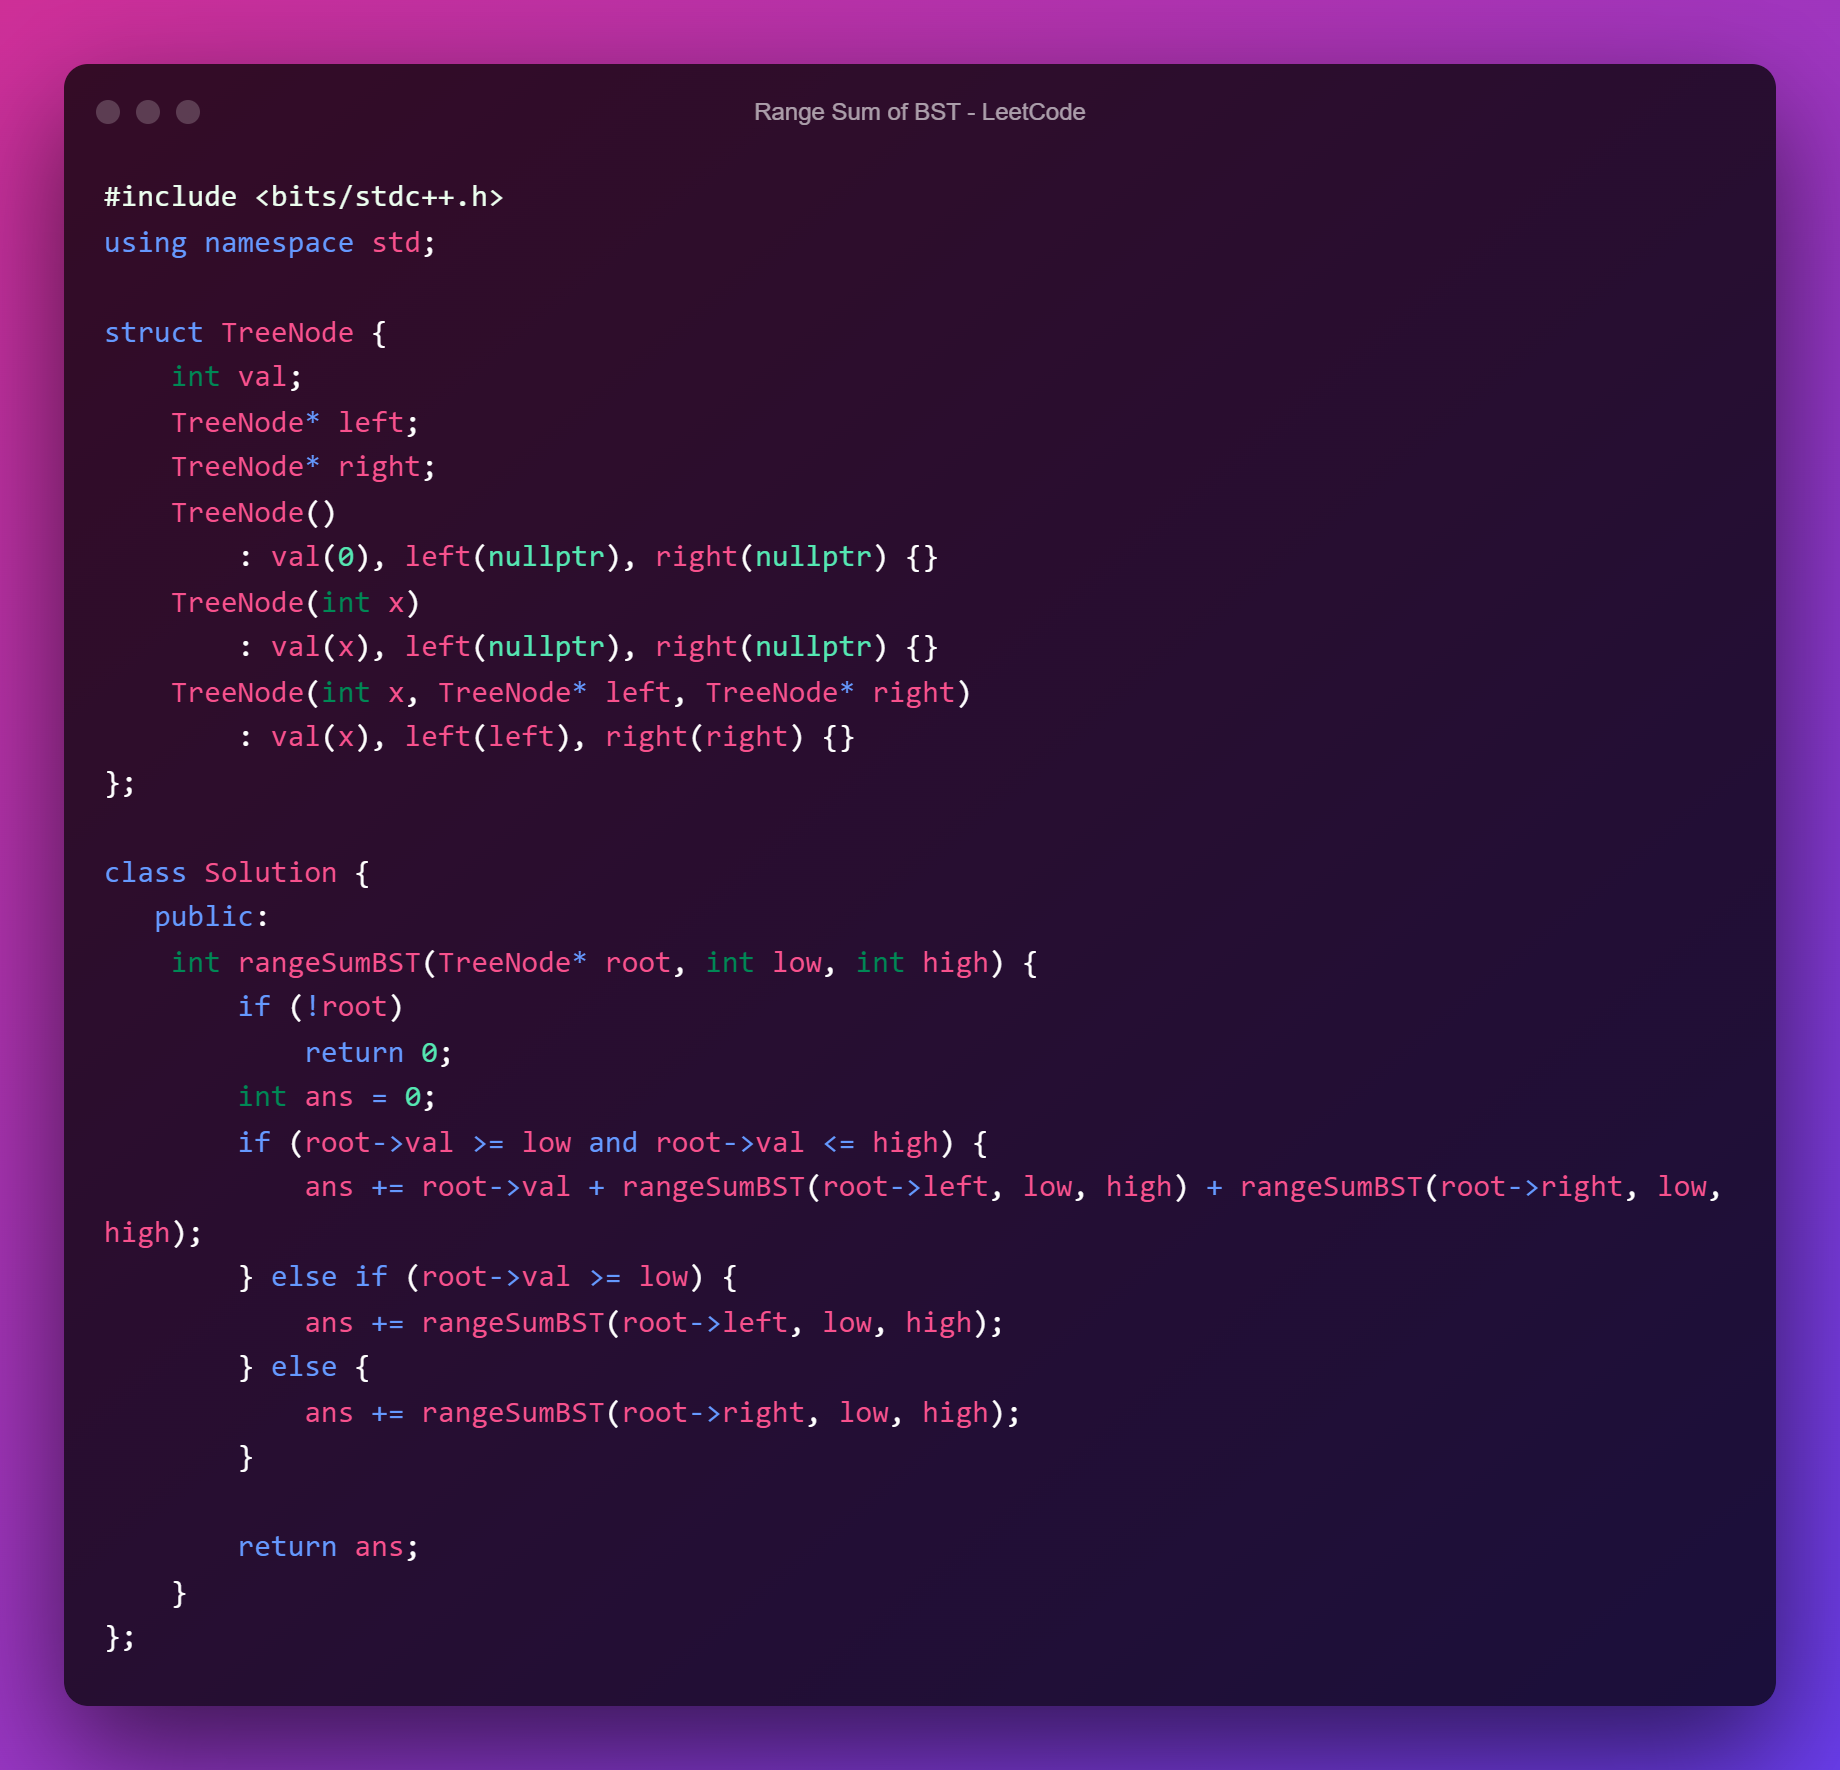 Range Sum of BST - LeetCode
#include <bits/stdc++.h>
using namespace std;

struct TreeNode {
    int val;
    TreeNode* left;
    TreeNode* right;
    TreeNode()
        : val(0), left(nullptr), right(nullptr) {}
    TreeNode(int x)
        : val(x), left(nullptr), right(nullptr) {}
    TreeNode(int x, TreeNode* left, TreeNode* right)
        : val(x), left(left), right(right) {}
};

class Solution {
   public:
    int rangeSumBST(TreeNode* root, int low, int high) {
        if (!root)
            return 0;
        int ans = 0;
        if (root->val >= low and root->val <= high) {
            ans += root->val + rangeSumBST(root->left, low, high) + rangeSumBST(root->right, low,
high);
        } else if (root->val >= low) {
            ans += rangeSumBST(root->left, low, high);
        } else {
            ans += rangeSumBST(root->right, low, high);
        }

        return ans;
    }
};